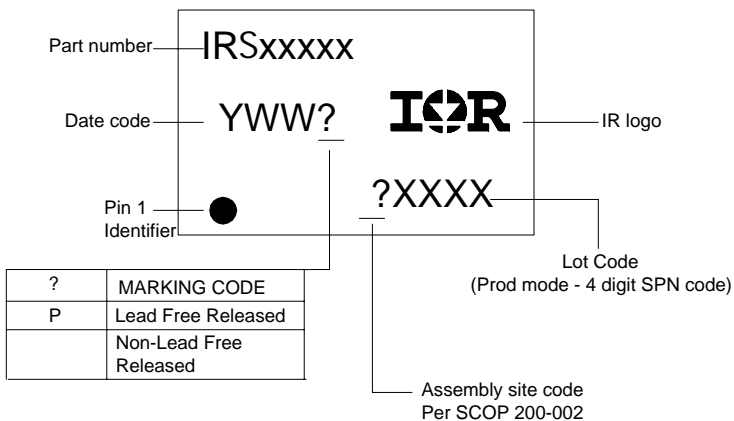 Part number
IRSxxxxx
Date code
YWW?
IOR
IR logo
?XXXX
Pin 1
Identifier
Lot Code
(Prod mode - 4 digit SPN code)
? MARKING CODE
P Lead Free Released
Non-Lead Free
Released
Assembly site code
Per SCOP 200-002